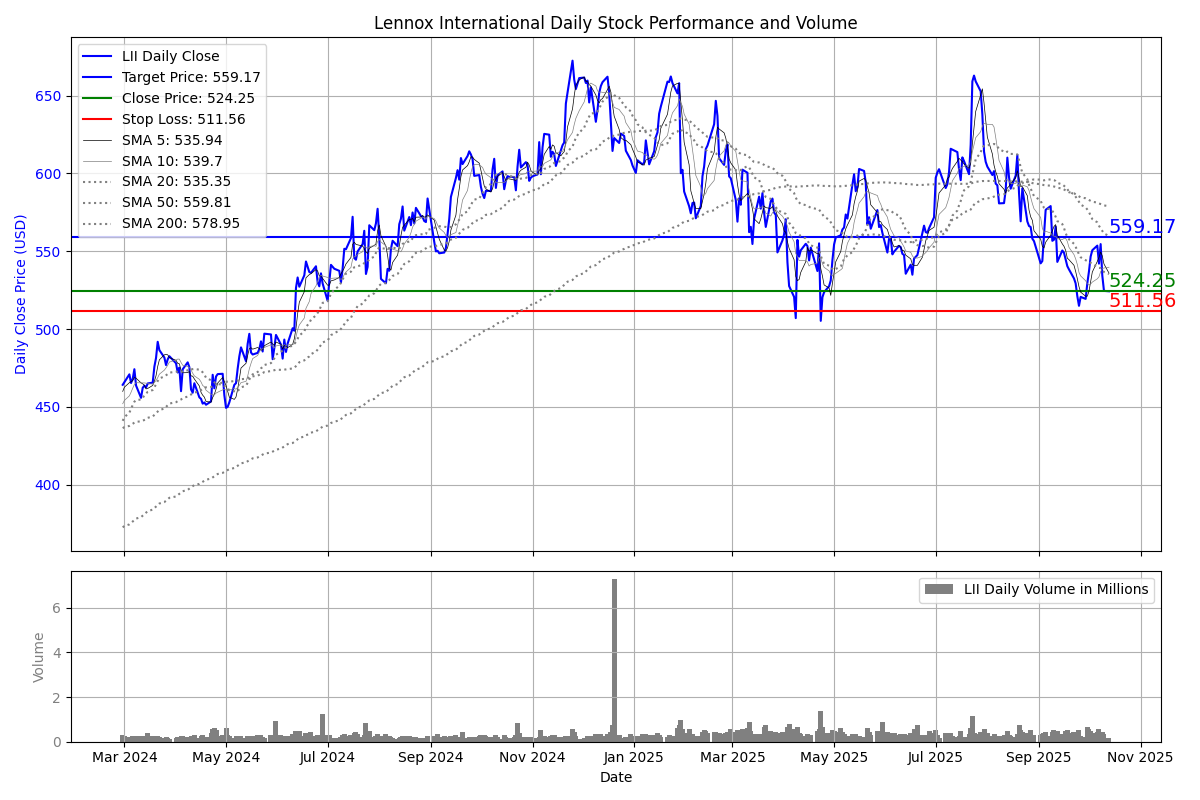 Lennox International Daily Stock Performance and Volume
LII Daily Close
Target Price: 559.17
Close Price: 524.25
Stop Loss: 511.56
SMA 5: 535.94
SMA 10: 539.7
SMA 20: 535.35
SMA 50: 559.81
SMA 200: 578.95
Daily Close Price (USD)
650
600
550
500
450
400
559.17
524.25
511.56
LII Daily Volume in Millions
Volume
6
4
2
0
Mar 2024 May 2024 Jul 2024 Sep 2024 Nov 2024 Jan 2025 Mar 2025 May 2025 Jul 2025 Sep 2025 Nov 2025
Date